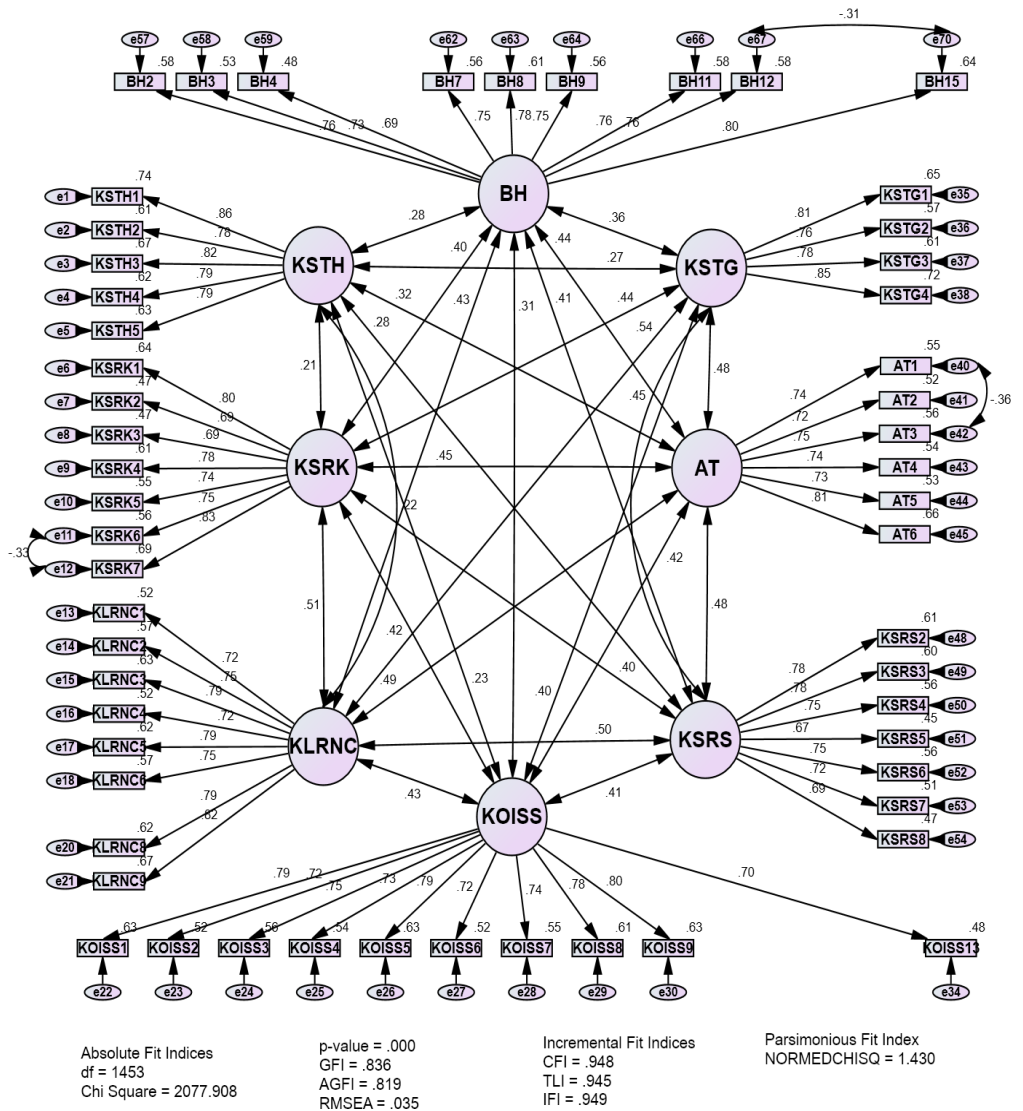 -.31
e57 e58 e59 e62 e63 e64 e66 e67 e70
.58 .53 .48 .56 .61 .56 .58 .58 .64
BH2 BH3 BH4 BH7 BH8 BH9 BH11 BH12 BH15
.76 .73 .69 .75 .78 .75 .76 .76 .80
BH
.74
e1 KSTH1
.61
e2 KSTH2
.67
e3 KSTH3
.62
e4 KSTH4
.63
e5 KSTH5
.86
.78
.82
.79
.79
KSTH
.28
.36
.65
KSTG1 e35
.57
KSTG2 e36
.61
KSTG3 e37
.72
KSTG4 e38
.81
.76
.78
.85
KSTG
.40
.44
.27
.32
.43
.31
.41
.44
.28
.54
.21
.48
.45
.64
e6 KSRK1
.47
e7 KSRK2
.47
e8 KSRK3
.61
e9 KSRK4
.55
e10 KSRK5
.56
e11 KSRK6
.69
e12 KSRK7
-.33
.80
.69
.69
.78
.74
.75
.83
KSRK
.45
.55
AT1 e40
.52
AT2 e41
.56
AT3 e42
.54
AT4 e43
.53
AT5 e44
.66
AT6 e45
-.36
.74
.72
.75
.74
.73
.81
AT
.22
.42
.51
.48
.42
.40
.49
.23
.40
.52
e13 KLRNC1
.57
e14 KLRNC2
.63
e15 KLRNC3
.52
e16 KLRNC4
.62
e17 KLRNC5
.57
e18 KLRNC6
.62
e20 KLRNC8
.67
e21 KLRNC9
.72
.75
.79
.72
.79
.75
.79
.82
KLRNC
.50
.61
KSRS2 e48
.60
KSRS3 e49
.56
KSRS4 e50
.45
KSRS5 e51
.56
KSRS6 e52
.51
KSRS7 e53
.47
KSRS8 e54
.78
.78
.75
.67
.75
.72
.69
KSRS
.43
.41
KOISS
.79 .72 .75 .73 .79 .72 .74 .78 .80 .70
.63 .52 .56 .54 .63 .52 .55 .61 .63 .48
KOISS1 KOISS2 KOISS3 KOISS4 KOISS5 KOISS6 KOISS7 KOISS8 KOISS9 KOISS13
e22 e23 e24 e25 e26 e27 e28 e29 e30 e34
Absolute Fit Indices
df = 1453
Chi Square = 2077.908
p-value = .000
GFI = .836
AGFI = .819
RMSEA = .035
Incremental Fit Indices
CFI = .948
TLI = .945
IFI = .949
Parsimonious Fit Index
NORMEDCHISQ = 1.430